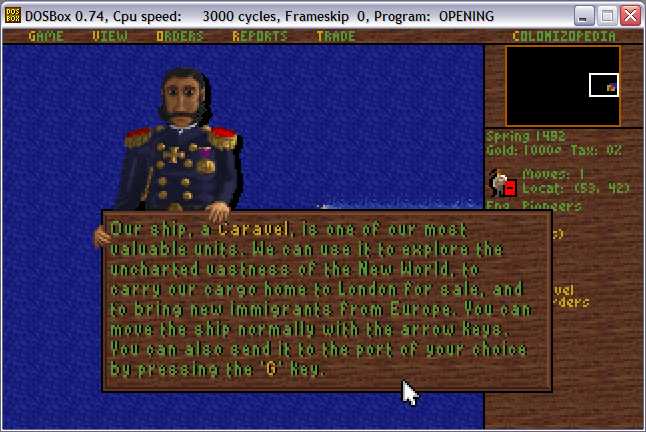 DOSBox 0.74, Cpu speed: 3000 cycles, Frameskip 0, Program: OPENING
GAME VIEW ORDERS REPORTS TRADE COLONIZOPEDIA
Spring 1492
Gold: 1000 Tax: 0%
Moves: 1
Locat: (53, 42)
Eng. Pioneers
Our ship, a Caravel, is one of our most
valuable units. We can use it to explore the
uncharted vastness of the New World, to
carry our cargo home to London for sale, and
to bring new immigrants from Europe. You can
move the ship normally with the arrow keys.
You can also send it to the port of your choice
by pressing the "G" key.